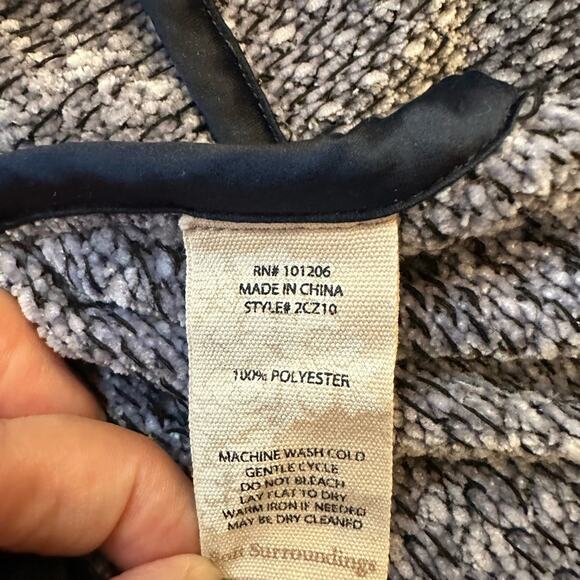 RN# 101206
MADE IN CHINA
STYLE# 2CZ10
100% POLYESTER
MACHINE WASH COLD
GENTLE CYCLE
DO NOT BLEACH
LAY FLAT TO DRY
WARM IRON IF NEEDED
MAY BE DRY CLEANED
Soft Surroundings